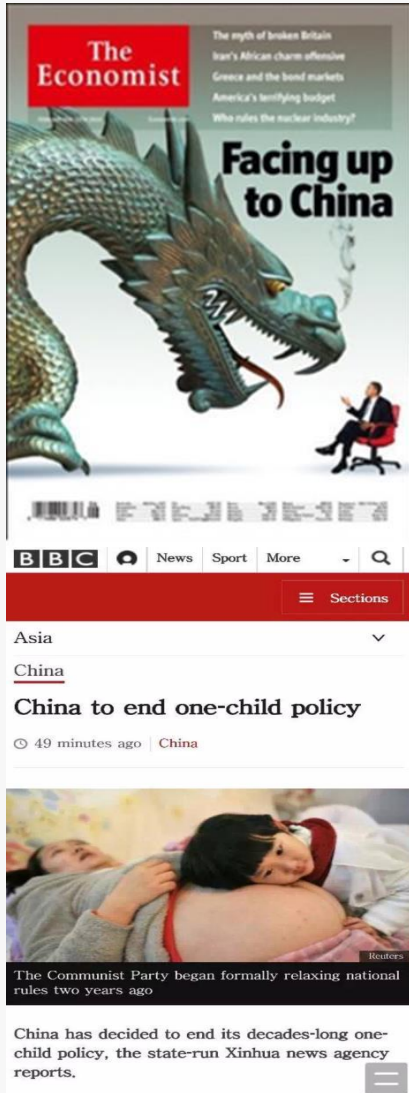 The
Economist
The myth of broken Britain
Iran's African charm offensive
Greece and the bond markets
America's terrifying budget
Who rules the nuclear industry?
Facing up
to China
BBC News Sport More
Sections
Asia
China
China to end one-child policy
49 minutes ago China
Reuters
The Communist Party began formally relaxing national
rules two years ago
China has decided to end its decades-long one-
child policy, the state-run Xinhua news agency
reports.